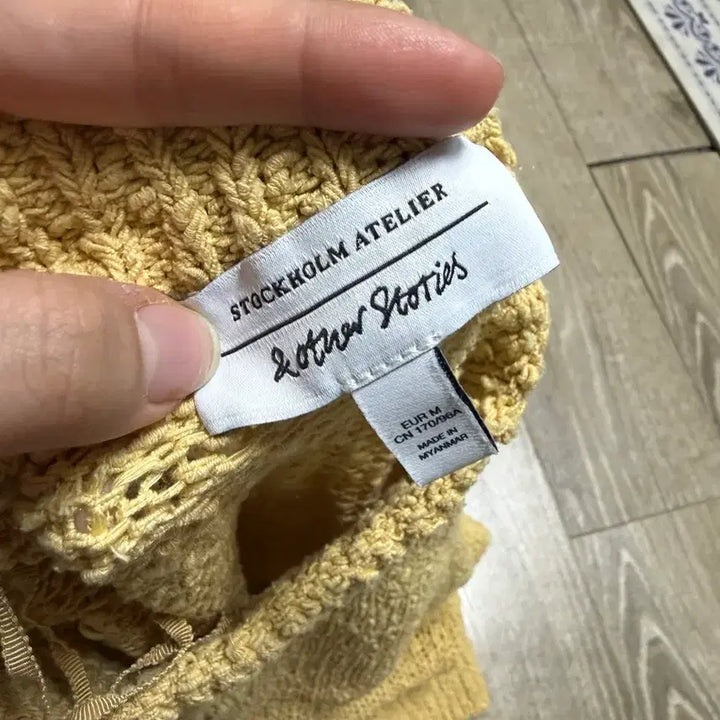 STOCKHOLM ATELIER
& other Stories
EUR M
CN 170/96A
MADE IN
MYANMAR